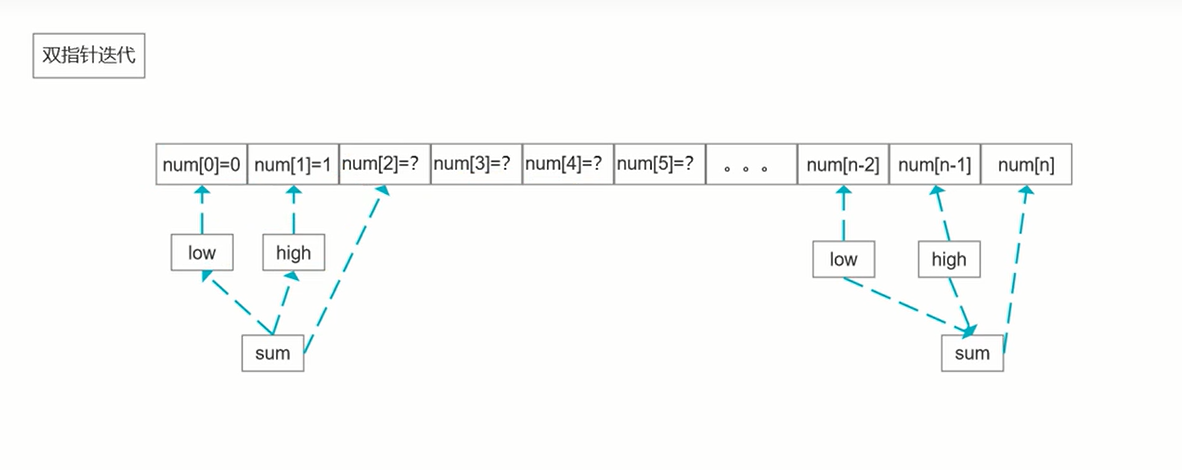 双指针迭代
num[0]=0 num[1]=1 num[2]=? num[3]=? num[4]=? num[5]=? 。。。 num[n-2] num[n-1] num[n]
low high low high
sum sum